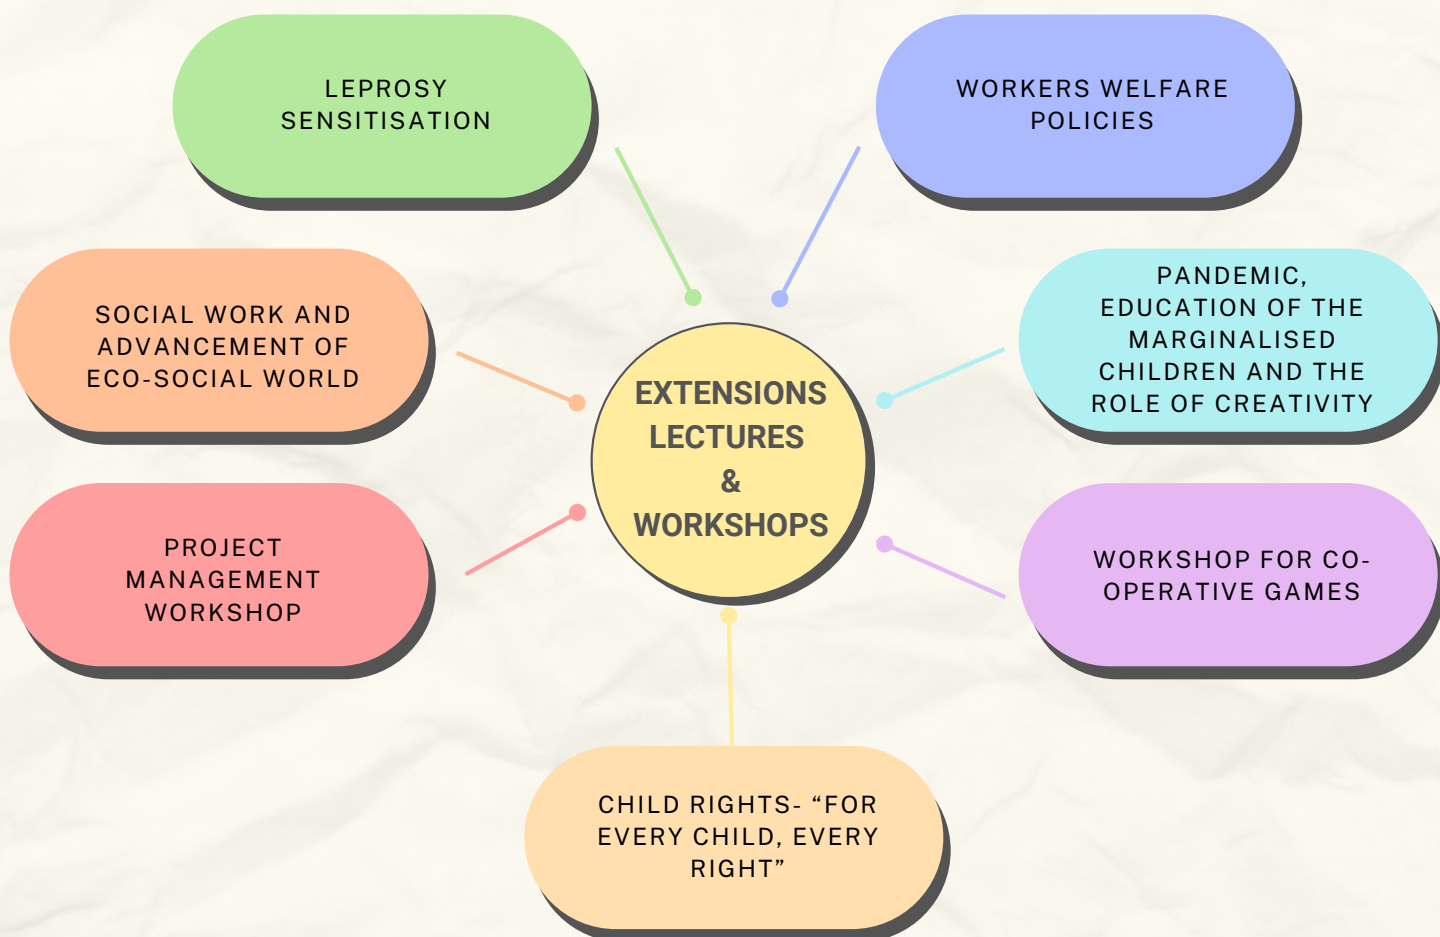 LEPROSY
SENSITISATION
WORKERS WELFARE
POLICIES
SOCIAL WORK AND
ADVANCEMENT OF
ECO-SOCIAL WORLD
PANDEMIC,
EDUCATION OF THE
MARGINALISED
CHILDREN AND THE
ROLE OF CREATIVITY
EXTENSIONS
LECTURES
&
WORKSHOPS
PROJECT
MANAGEMENT
WORKSHOP
WORKSHOP FOR CO-
OPERATIVE GAMES
CHILD RIGHTS- “FOR
EVERY CHILD, EVERY
RIGHT”